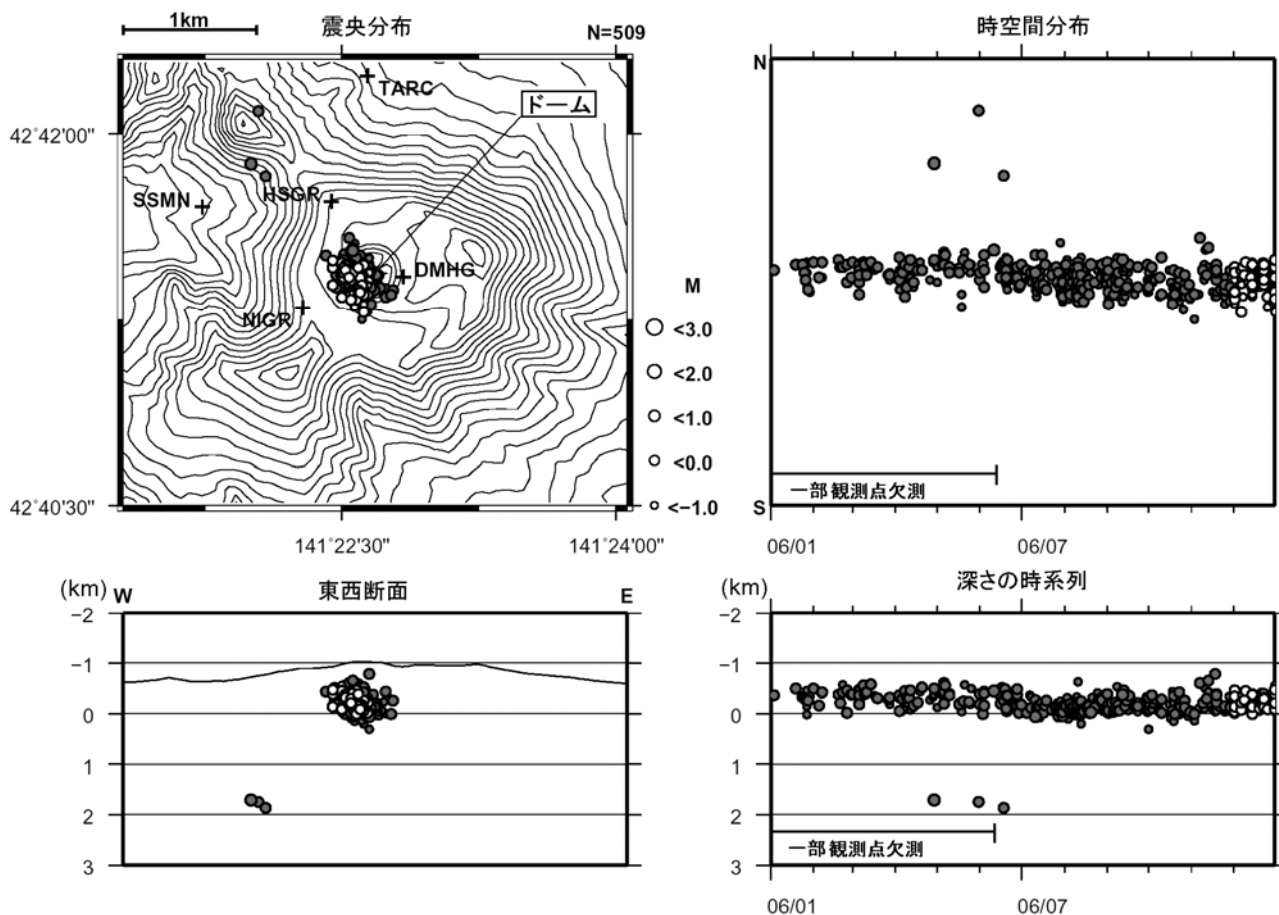 1km
震央分布
N=509
TARC
ドーム
42°42'00"
SSMN
HSGR
DMHG
NIGR
M
<3.0
<2.0
<1.0
<0.0
<−1.0
42°40'30"
141°22'30"
141°24'00"
時空間分布
N
一部観測点欠測
S
06/01
06/07
(km)
W
東西断面
E
−2
−1
0
1
2
3
(km)
深さの時系列
−2
−1
0
1
2
3
一部観測点欠測
06/01
06/07